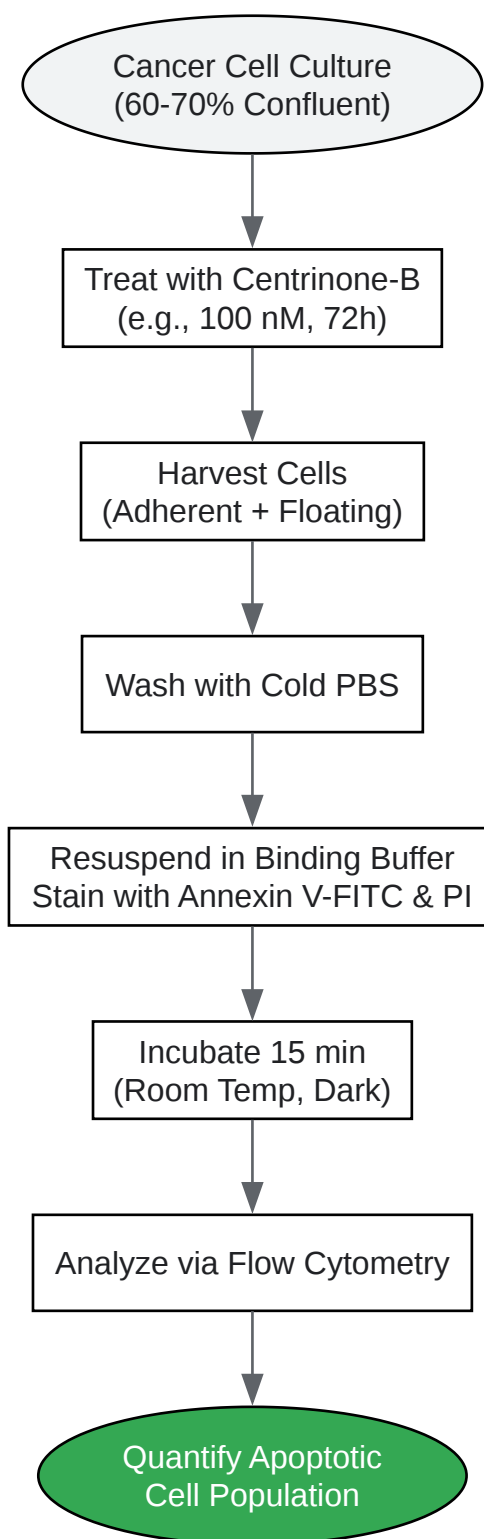 Cancer Cell Culture
(60-70% Confluent)
Treat with Centrinone-B
(e.g., 100 nM, 72h)
Harvest Cells
(Adherent + Floating)
Wash with Cold PBS
Resuspend in Binding Buffer
Stain with Annexin V-FITC & PI
Incubate 15 min
(Room Temp, Dark)
Analyze via Flow Cytometry
Quantify Apoptotic
Cell Population